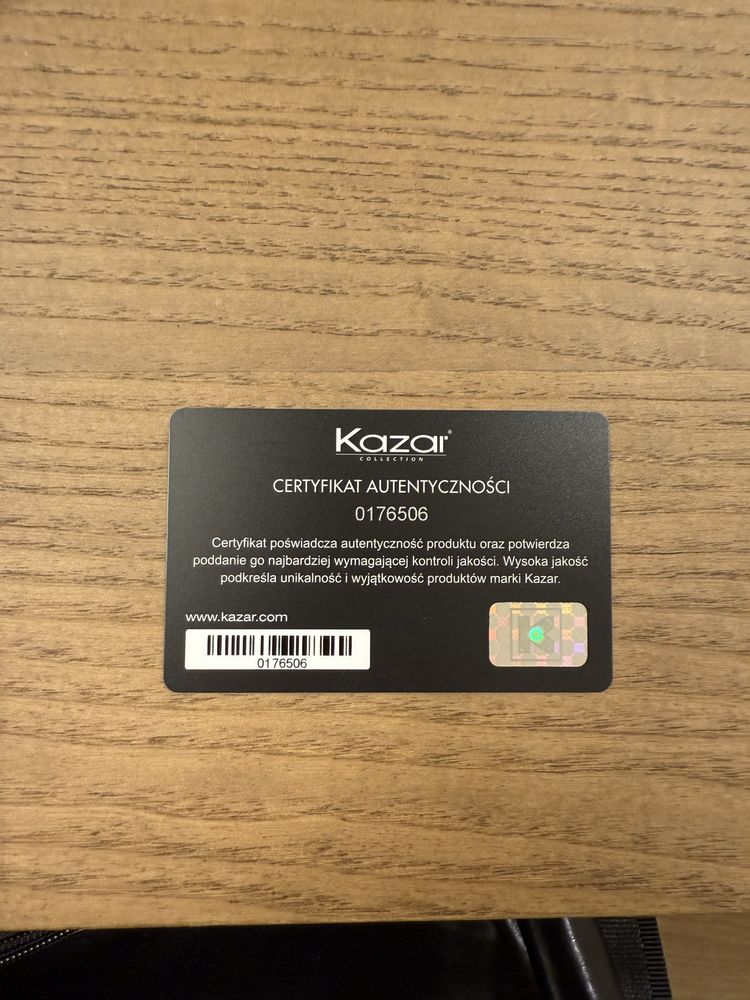 Kazar®
COLLECTION
CERTYFIKAT AUTENTYCZNOŚCI
0176506
Certyfikat poświadcza autentyczność produktu oraz potwierdza
poddanie go najbardziej wymagającej kontroli jakości. Wysoka jakość
podkreśla unikalność i wyjątkowość produktów marki Kazar.
www.kazar.com
0176506
K